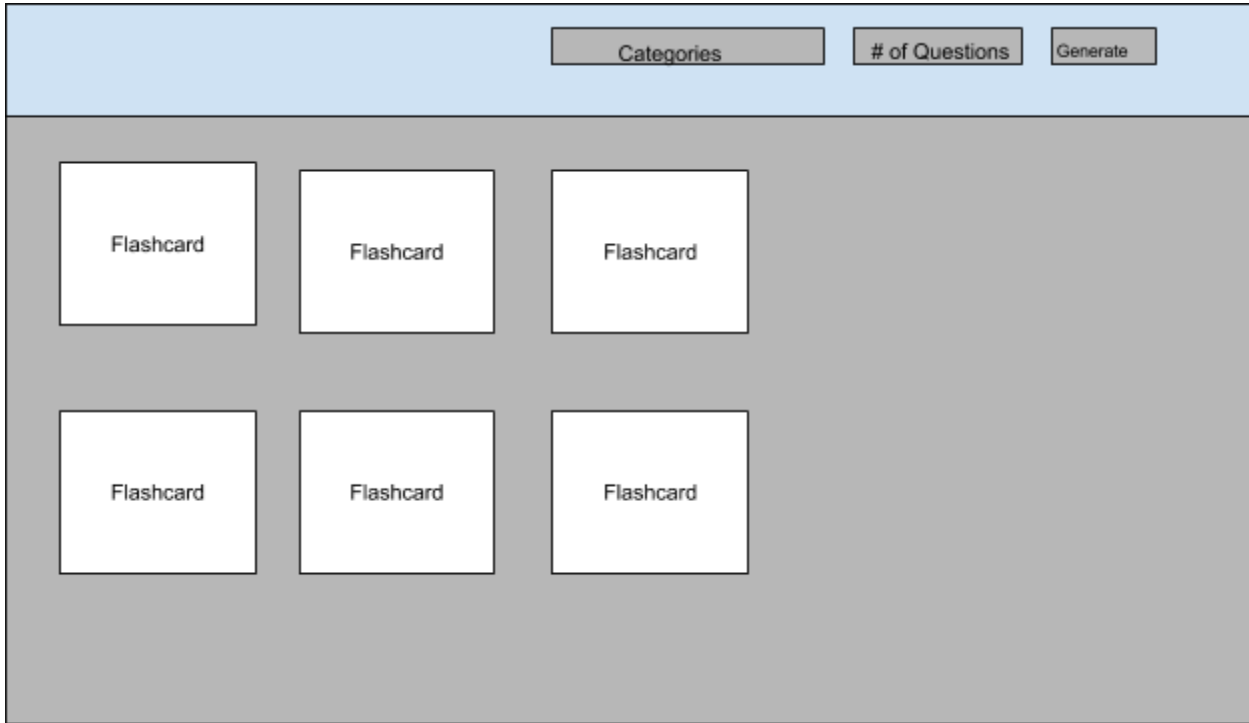 Categories
# of Questions
Generate
Flashcard
Flashcard
Flashcard
Flashcard
Flashcard
Flashcard